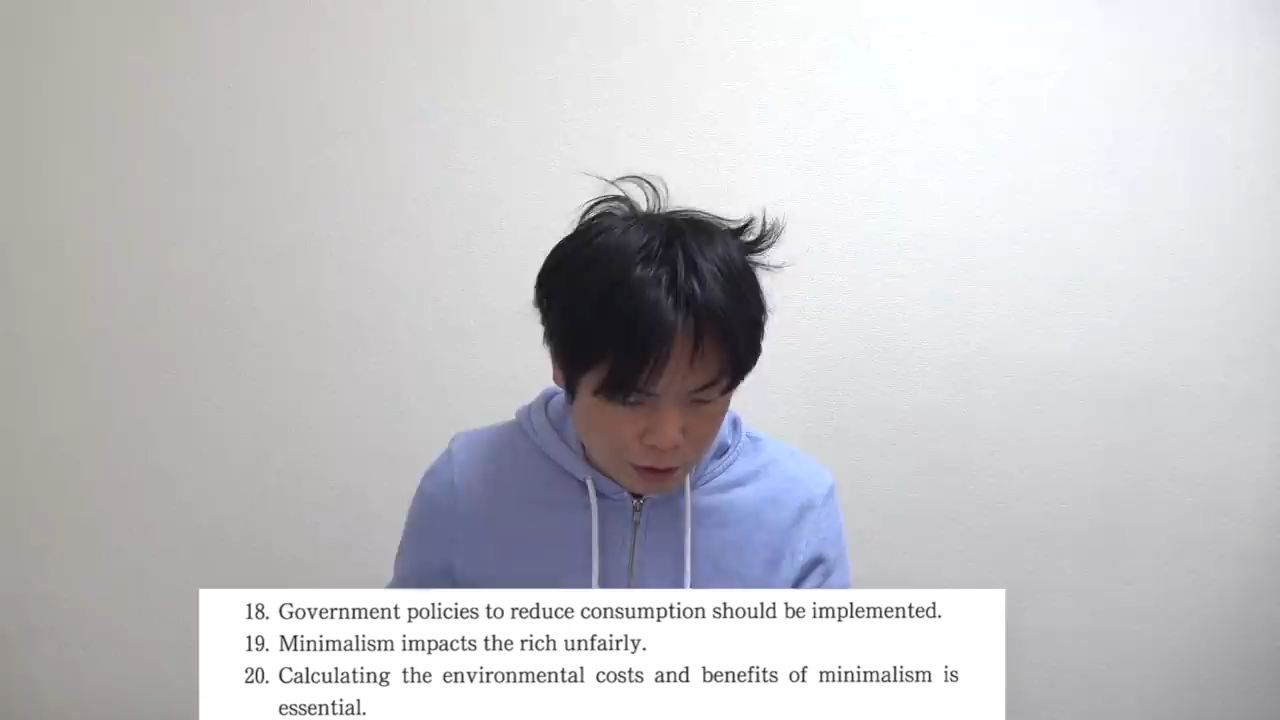 18. Government policies to reduce consumption should be implemented.
19. Minimalism impacts the rich unfairly.
20. Calculating the environmental costs and benefits of minimalism is
essential.